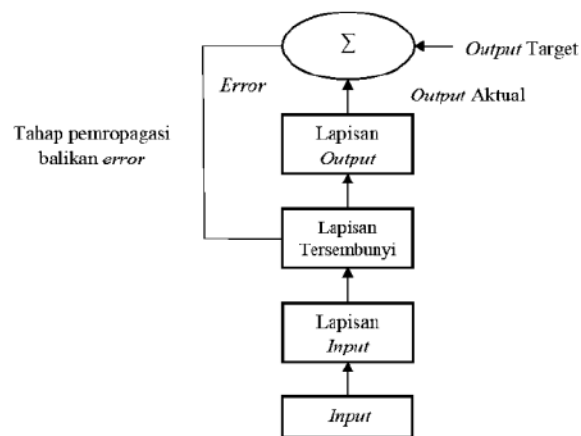 Σ
Output Target
Error
Output Aktual
Tahap pemropagasi
balikan error
Lapisan
Output
Lapisan
Tersembunyi
Lapisan
Input
Input